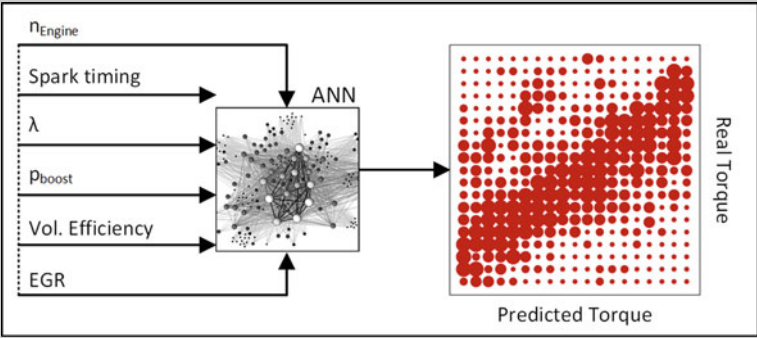 nEngine
Spark timing
λ
pboost
Vol. Efficiency
EGR
ANN
Real Torque
Predicted Torque